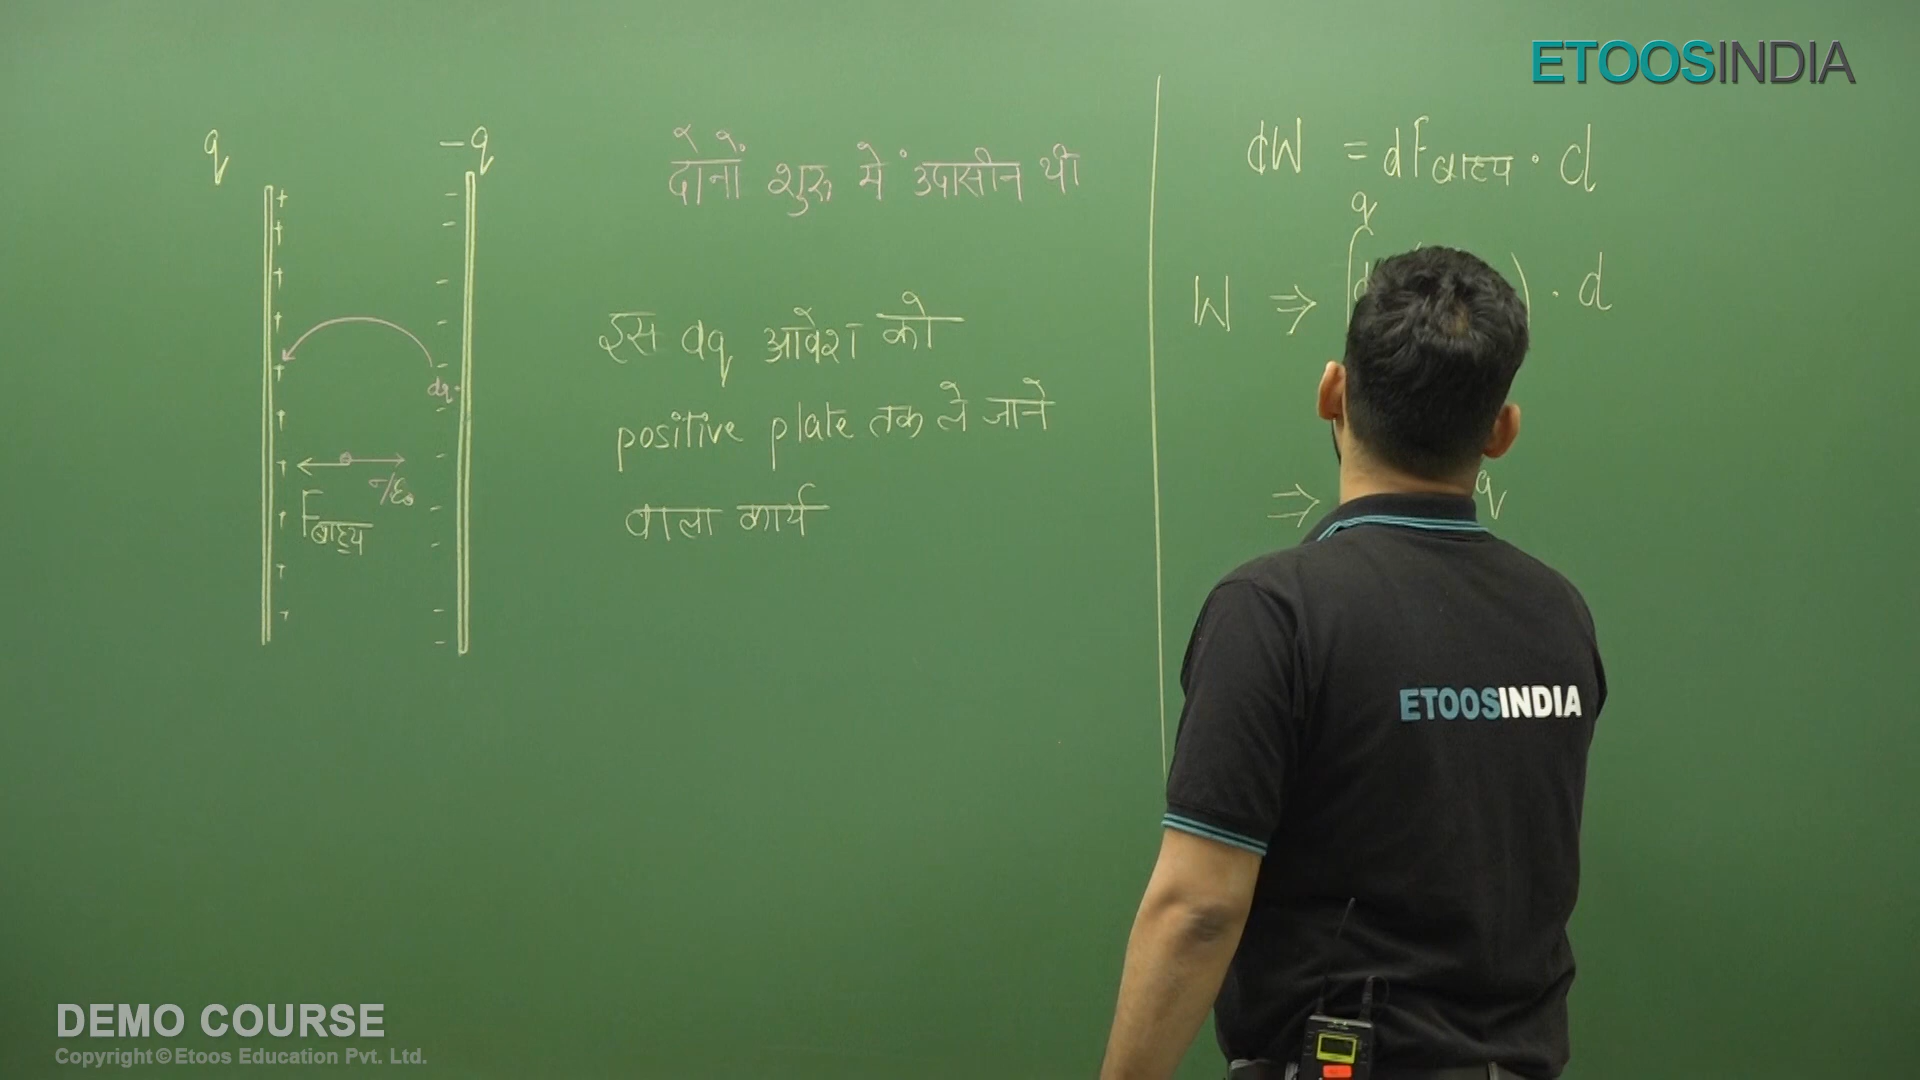 ETOOSINDIA
q
-q
दोनों शुरू में उदासीन थी
dq
σ/ε₀
Fबाह्य
इस dq आवेश को
positive plate तक ले जाने
वाला कार्य
dW = dFबाह्य · d
q
W ⇒ · d
⇒ q
ETOOSINDIA
DEMO COURSE
Copyright © Etoos Education Pvt. Ltd.